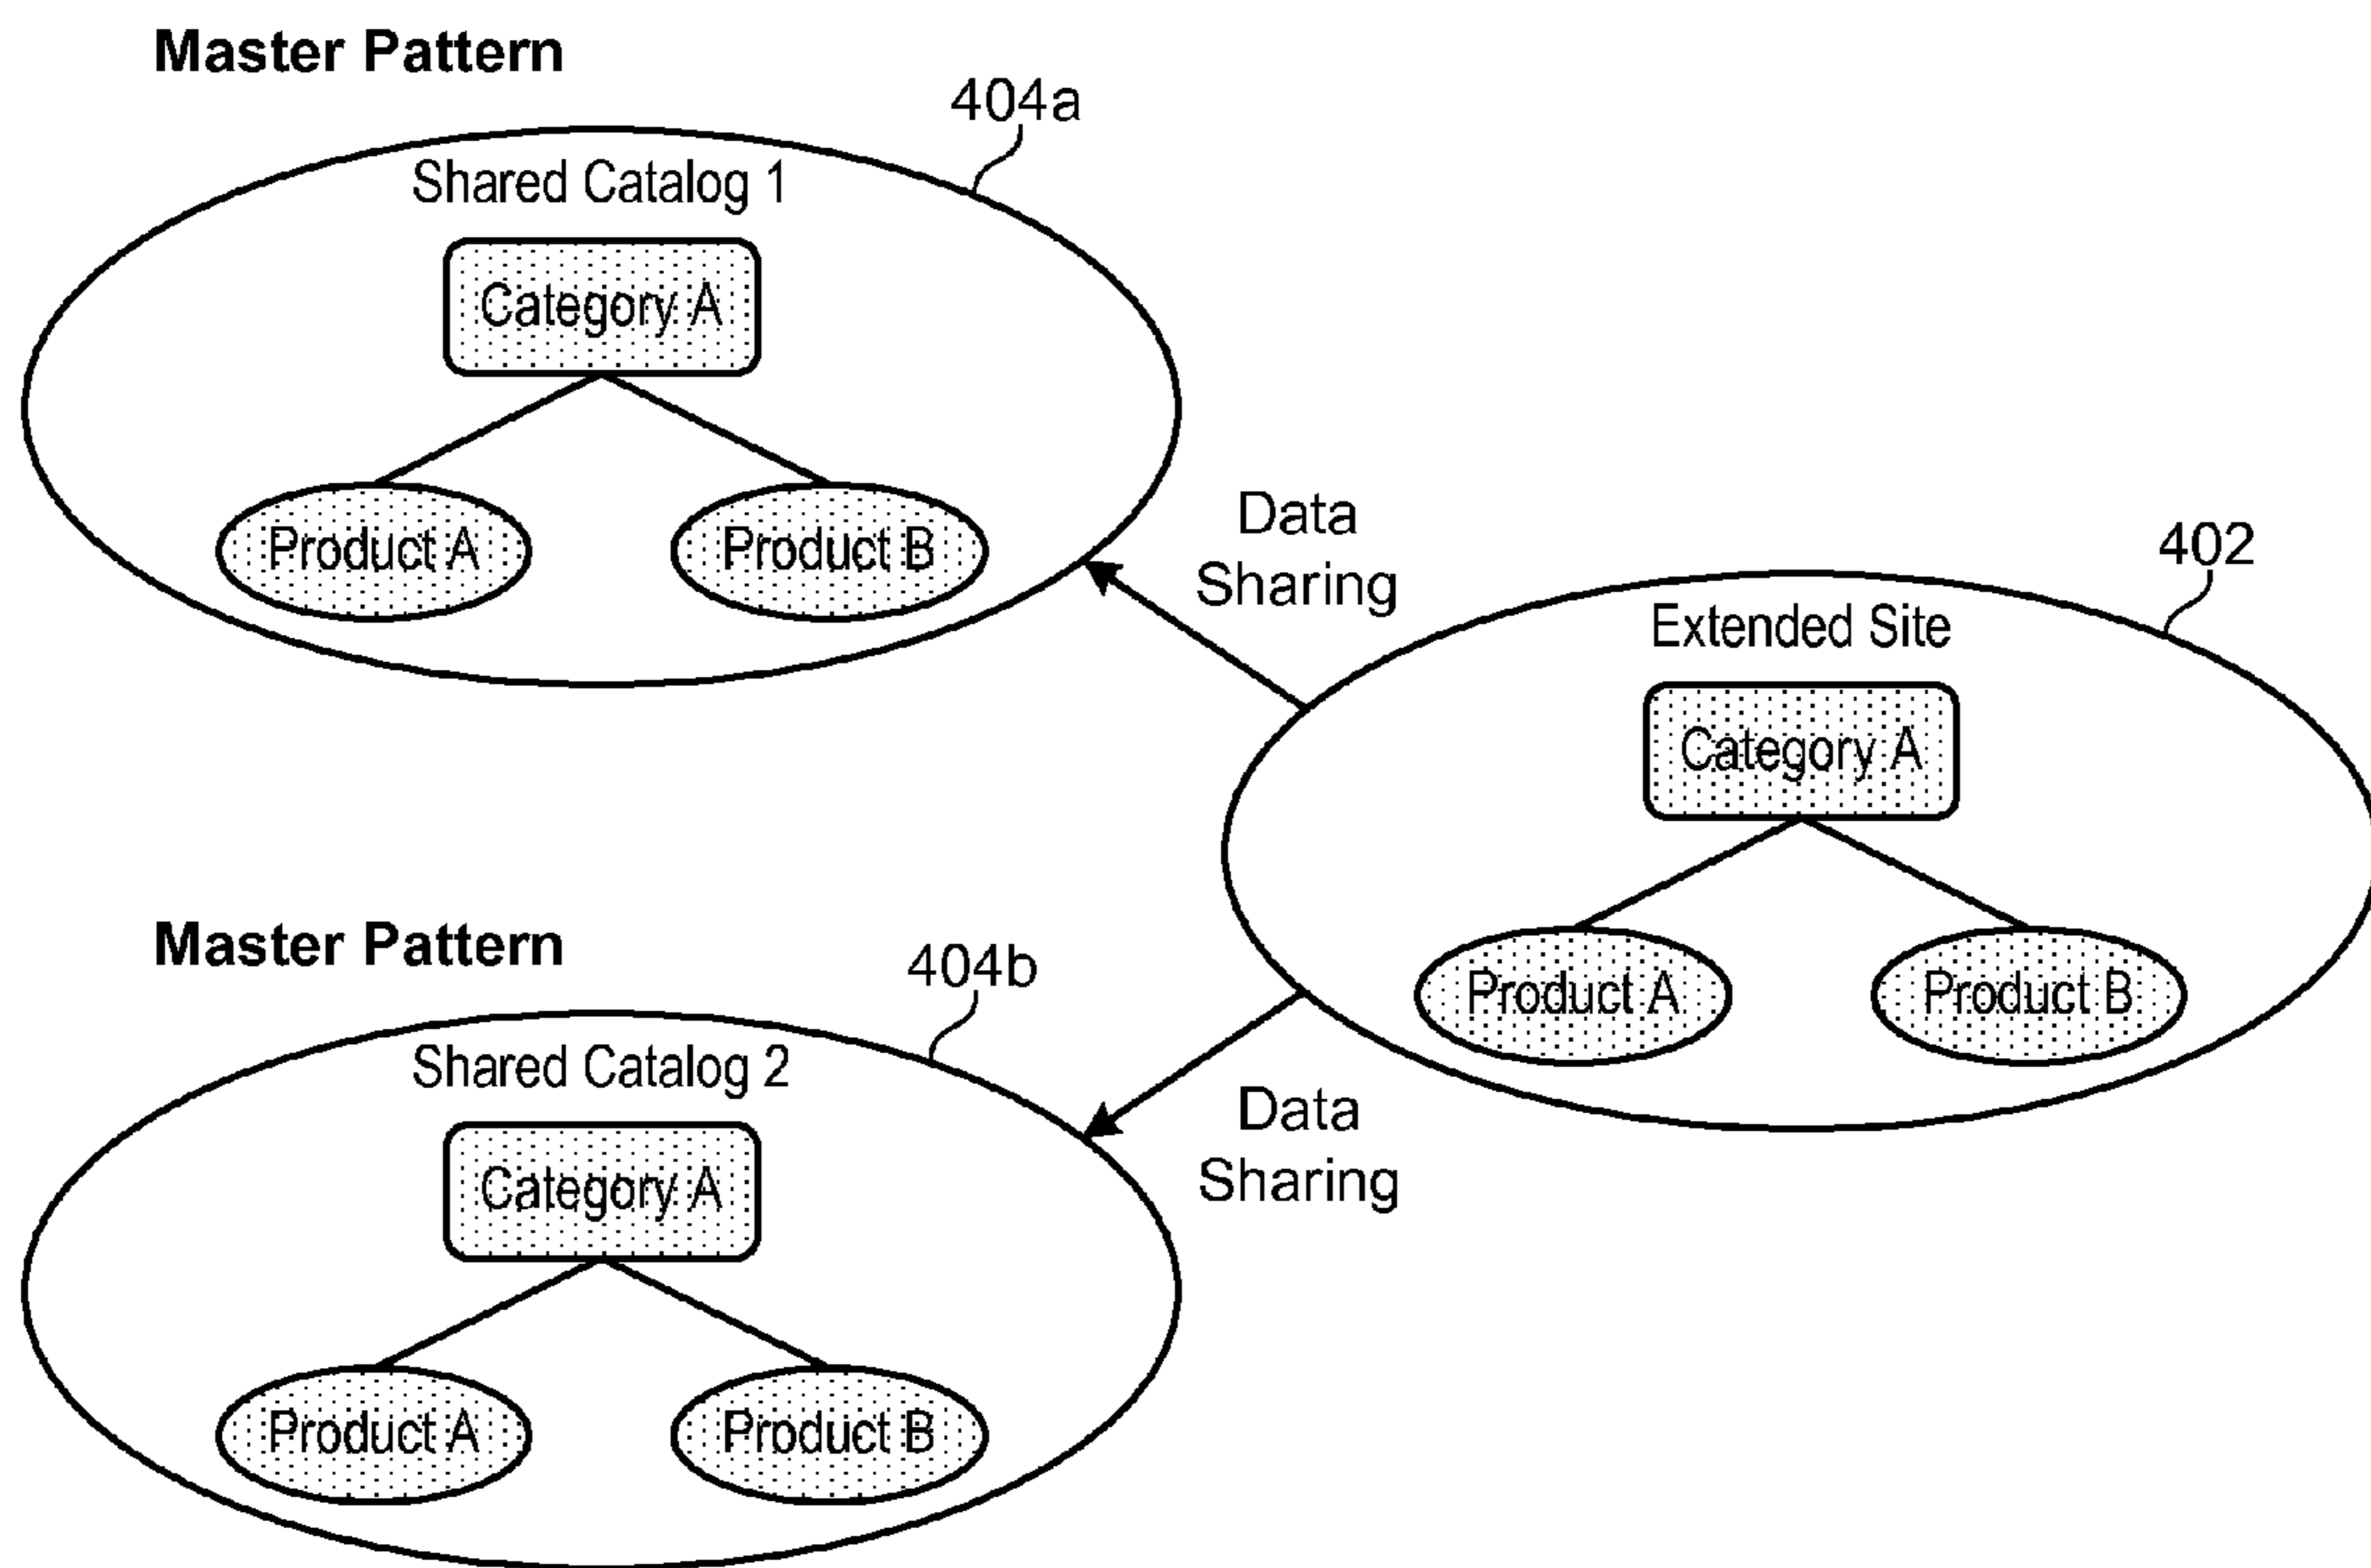 Master Pattern
404a
Shared Catalog 1
Category A
Product A
Product B
Data
Sharing
402
Extended Site
Category A
Product A
Product B
Master Pattern
404b
Shared Catalog 2
Category A
Product A
Product B
Data
Sharing